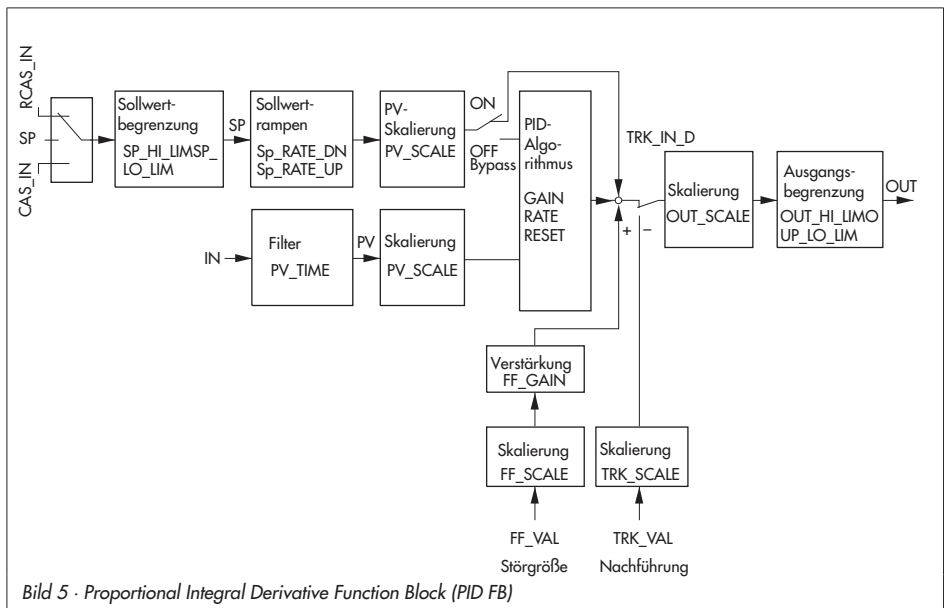 RCAS_IN
SP
CAS_IN
Sollwert-
begrenzung
SP_HI_LIMSP_
LO_LIM
SP
Sollwert-
rampen
Sp_RATE_DN
Sp_RATE_UP
PV-
Skalierung
PV_SCALE
ON
OFF
Bypass
PID-
Algo-
rithmus
GAIN
RATE
RESET
TRK_IN_D
+
–
Skalierung
OUT_SCALE
Ausgangs-
begrenzung
OUT_HI_LIMO
UP_LO_LIM
OUT
IN
Filter
PV_TIME
PV
Skalierung
PV_SCALE
Verstärkung
FF_GAIN
Skalierung
FF_SCALE
Skalierung
TRK_SCALE
FF_VAL
Störgröße
TRK_VAL
Nachführung
Bild 5 · Proportional Integral Derivative Function Block (PID FB)